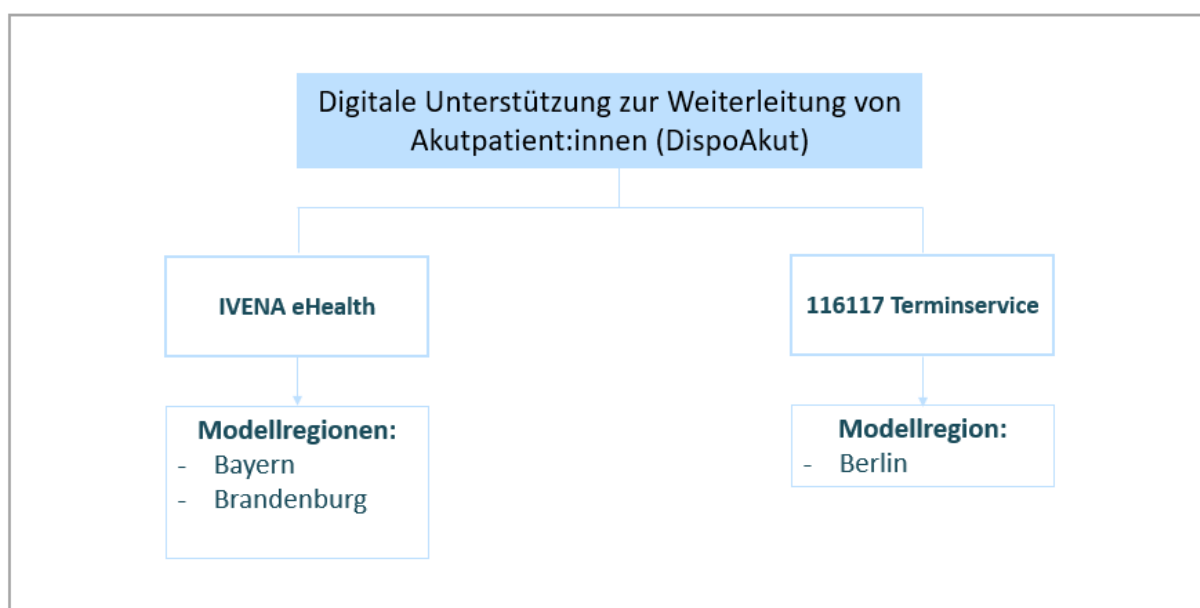 Digitale Unterstützung zur Weiterleitung von
Akutpatient:innen (DispoAkut)
IVENA eHealth
116117 Terminservice
Modellregionen:
- Bayern
- Brandenburg
Modellregion:
- Berlin